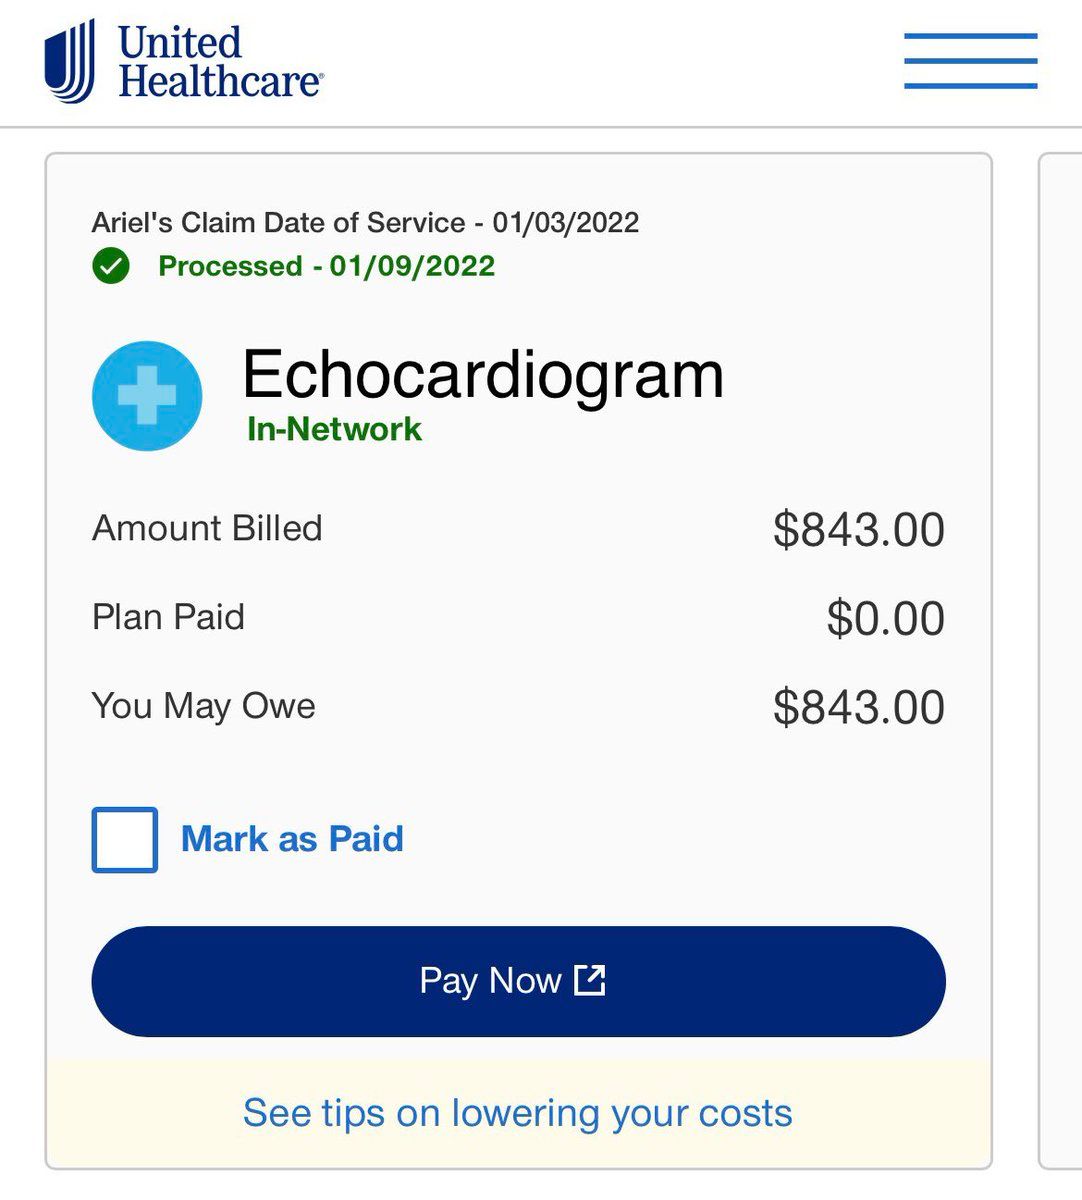 United
Healthcare®
Ariel's Claim Date of Service - 01/03/2022
Processed - 01/09/2022
Echocardiogram
In-Network
Amount Billed $843.00
Plan Paid $0.00
You May Owe $843.00
Mark as Paid
Pay Now
See tips on lowering your costs